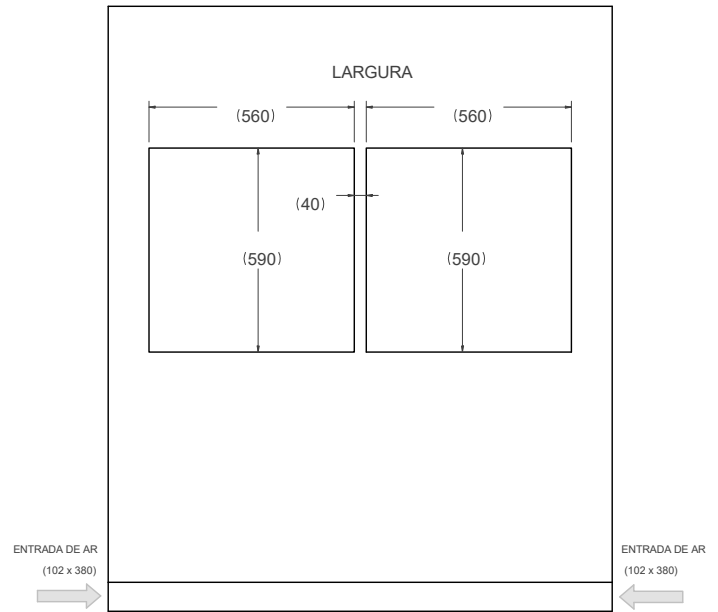 LARGURA
(560) (560)
(40)
(590) (590)
ENTRADA DE AR ENTRADA DE AR
(102 x 380) (102 x 380)